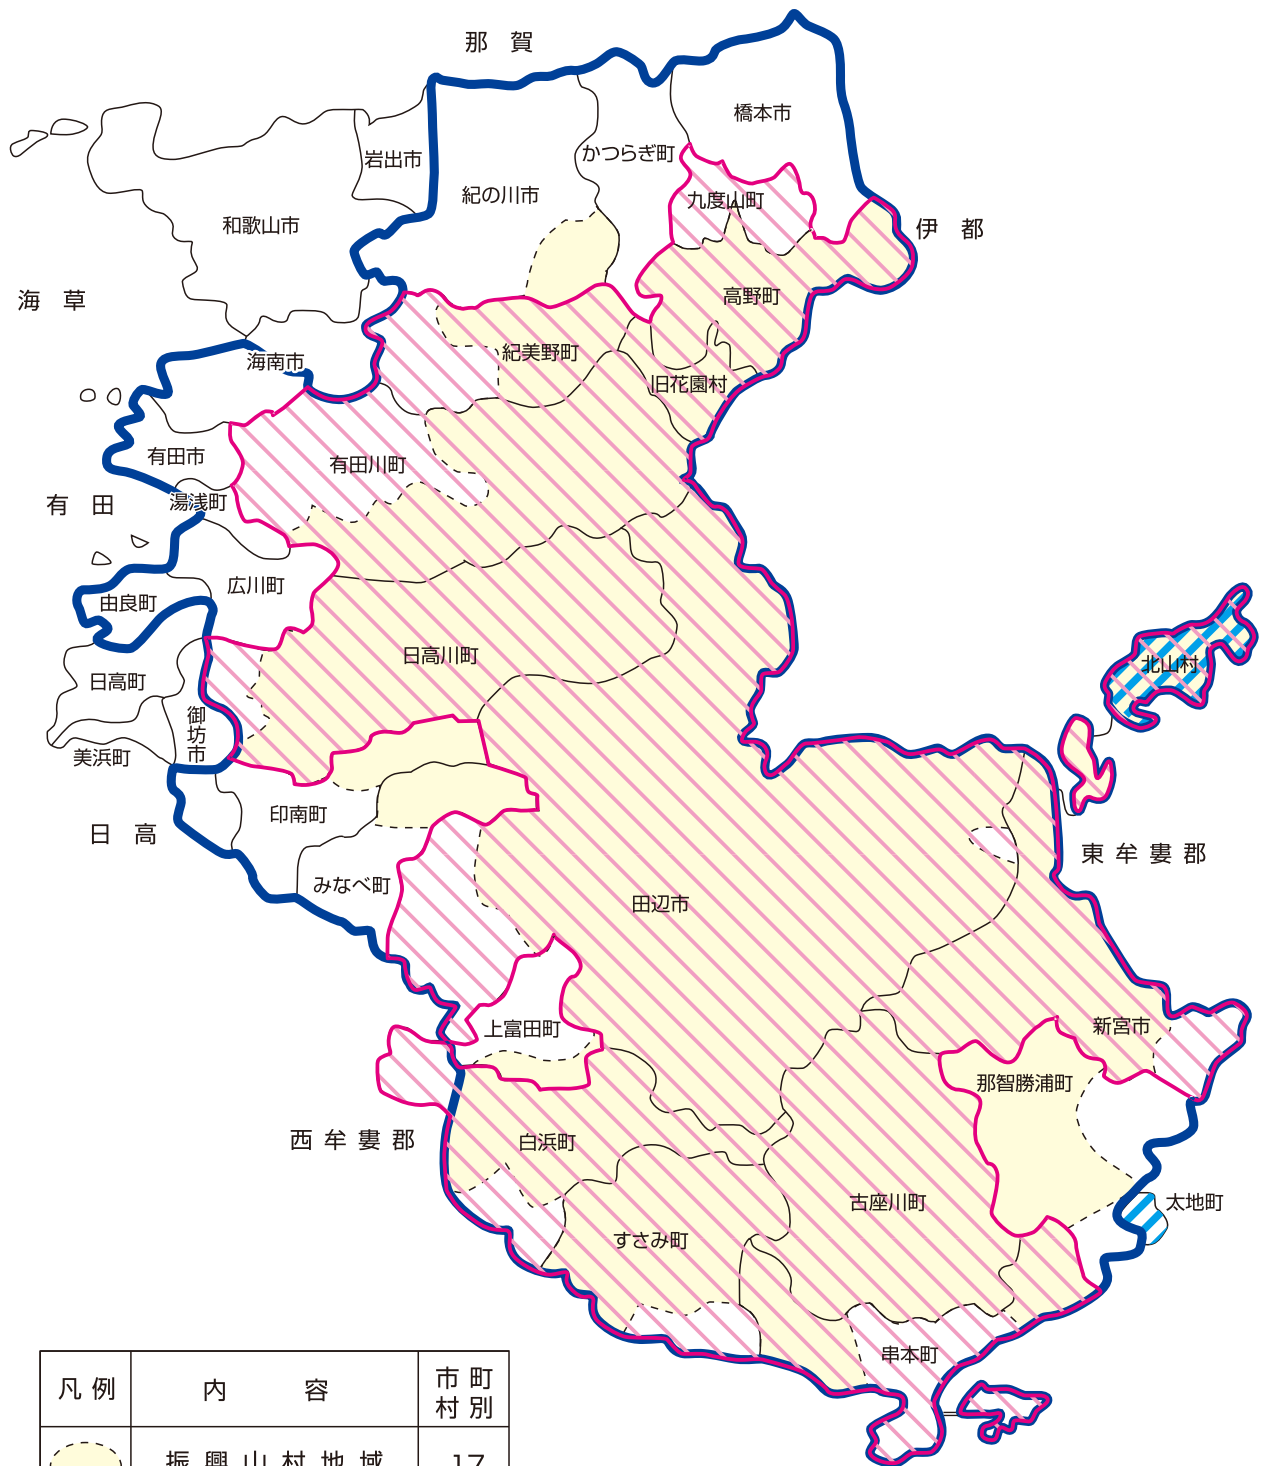 那賀
橋本市
かつらぎ町
岩出市
紀の川市
九度山町
和歌山市
伊都
海草
高野町
紀美野町
海南市
旧花園村
有田市
有田川町
有田
湯浅町
広川町
由良町
日高川町
北山村
日高町
御坊市
美浜町
印南町
日高
東牟婁郡
みなべ町
田辺市
上富田町
新宮市
那智勝浦町
西牟婁郡
白浜町
古座川町
太地町
すさみ町
串本町
凡例
内容
市町
村別
振興山村地域
17